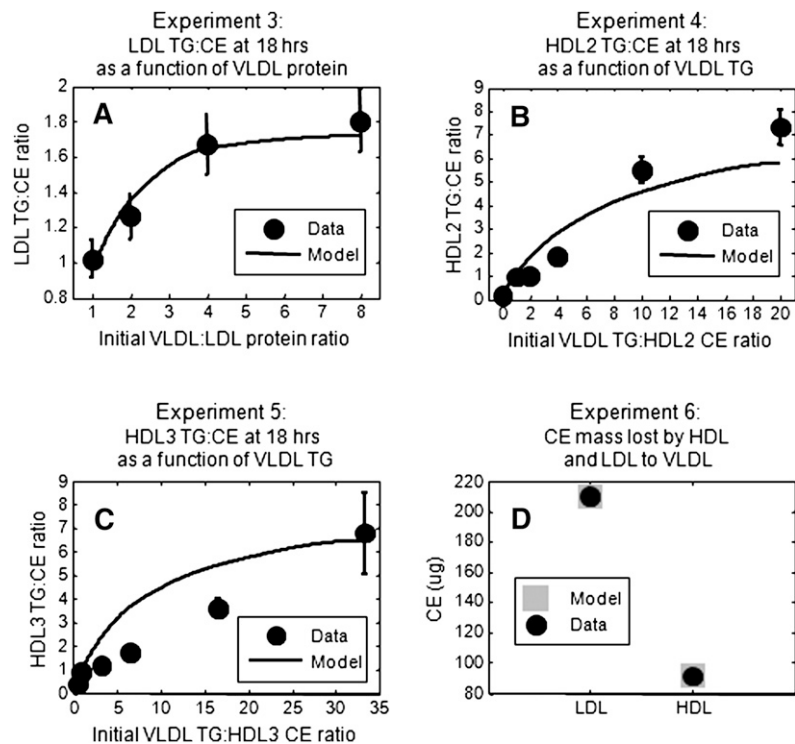 Experiment 3:
LDL TG:CE at 18 hrs
as a function of VLDL protein
2
1.8
1.6
1.4
1.2
1
0.8
A
LDL TG:CE ratio
Data
Model
1 2 3 4 5 6 7 8
Initial VLDL:LDL protein ratio
Experiment 4:
HDL2 TG:CE at 18 hrs
as a function of VLDL TG
9
8
7
6
5
4
3
2
1
0
B
HDL2 TG:CE ratio
Data
Model
0 2 4 6 8 10 12 14 16 18 20
Initial VLDL TG:HDL2 CE ratio
Experiment 5:
HDL3 TG:CE at 18 hrs
as a function of VLDL TG
9
8
7
6
5
4
3
2
1
0
C
HDL3 TG:CE ratio
Data
Model
0 5 10 15 20 25 30 35
Initial VLDL TG:HDL3 CE ratio
Experiment 6:
CE mass lost by HDL
and LDL to VLDL
220
200
180
160
140
120
100
80
D
CE (ug)
Model
Data
LDL HDL